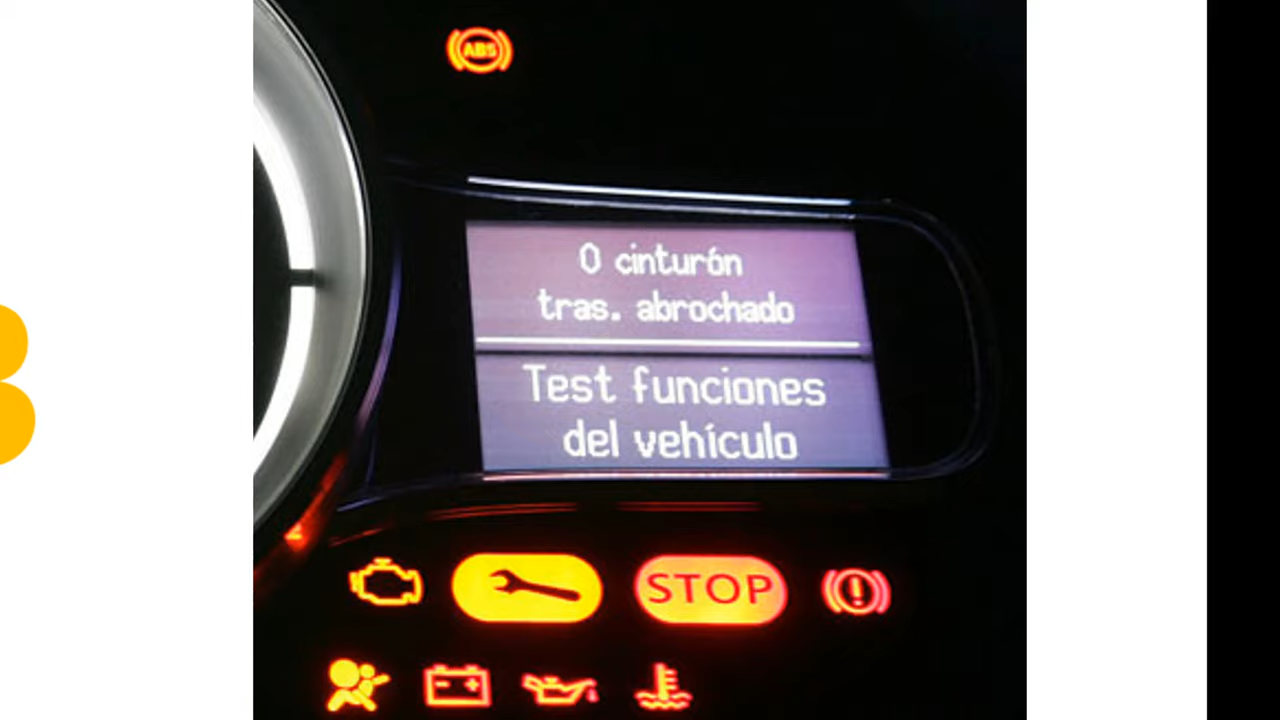 ABS
0 cinturón
tras. abrochado
Test funciones
del vehículo
STOP